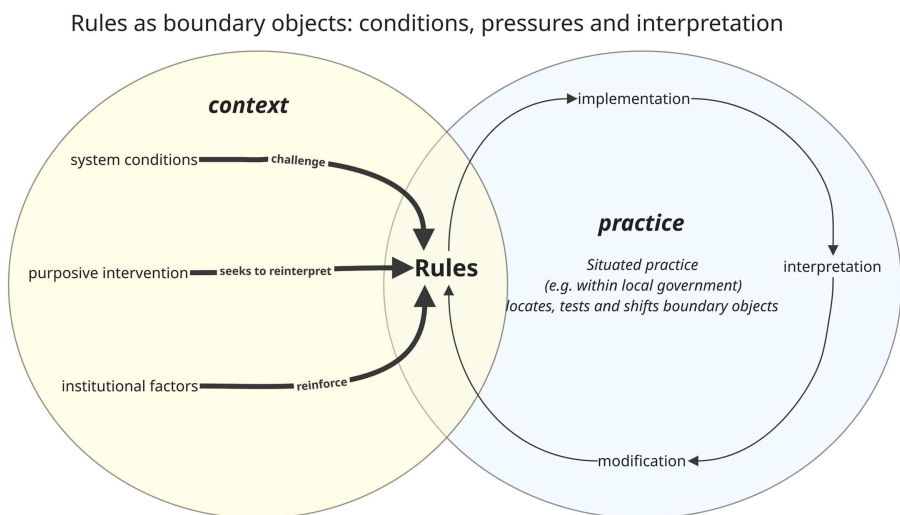 Rules as boundary objects: conditions, pressures and interpretation
context
system conditions
challenge
purposive intervention
seeks to reinterpret
institutional factors
reinforce
Rules
implementation
practice
Situated practice
(e.g. within local government)
locates, tests and shifts boundary objects
interpretation
modification